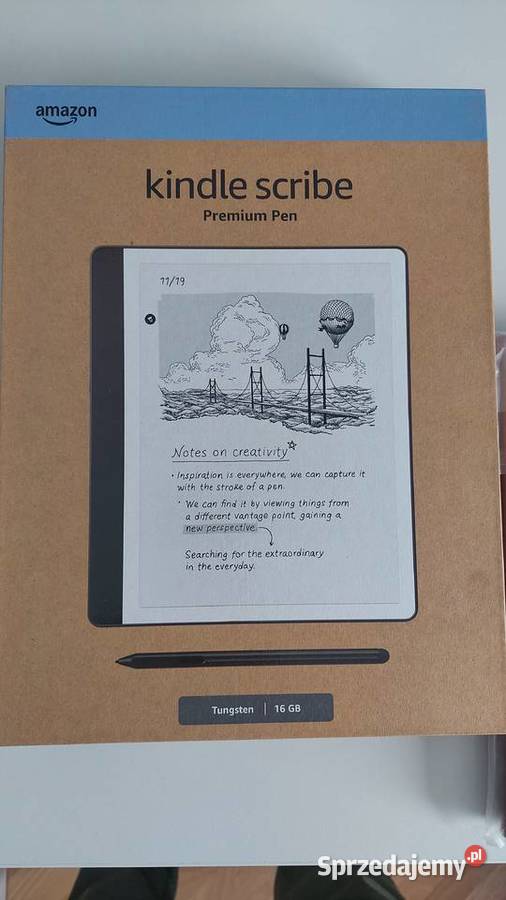 amazon
kindle scribe
Premium Pen
11/19
Notes on creativity
• Inspiration is everywhere, we can capture it
with the stroke of a pen.
• We can find it by viewing things from
a different vantage point, gaining a
new perspective
Searching for the extraordinary
in the everyday.
Tungsten | 16 GB
Sprzedajemy.pl